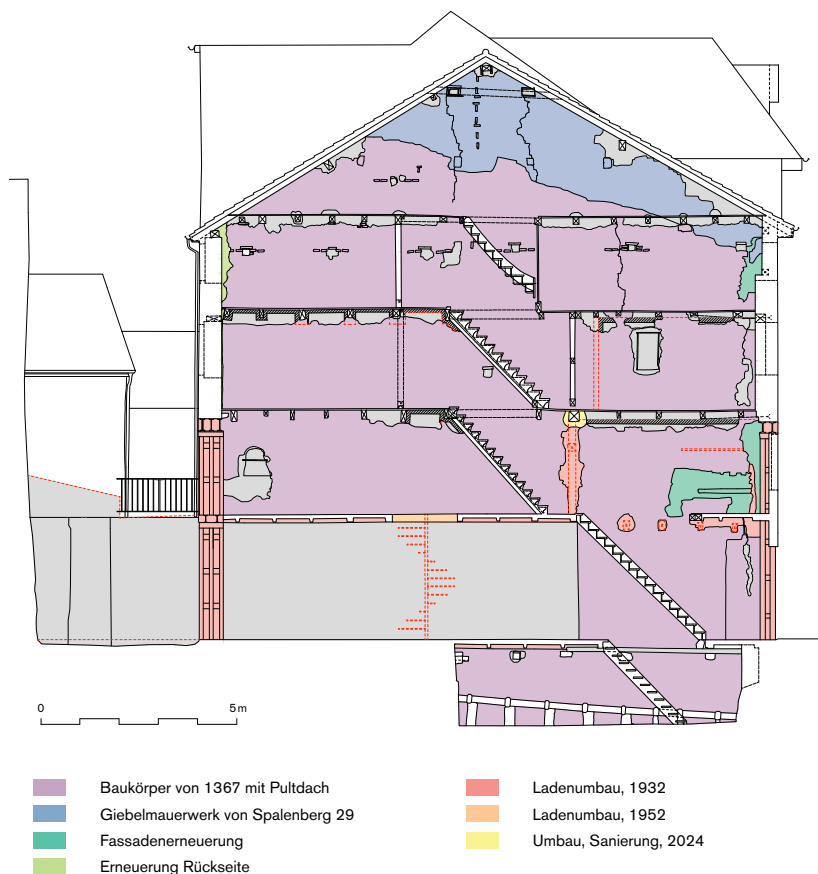 0
5 m
Baukörper von 1367 mit Pultdach
Giebelmauerwerk von Spalenberg 29
Fassadenerneuerung
Erneuerung Rückseite
Ladenumbau, 1932
Ladenumbau, 1952
Umbau, Sanierung, 2024